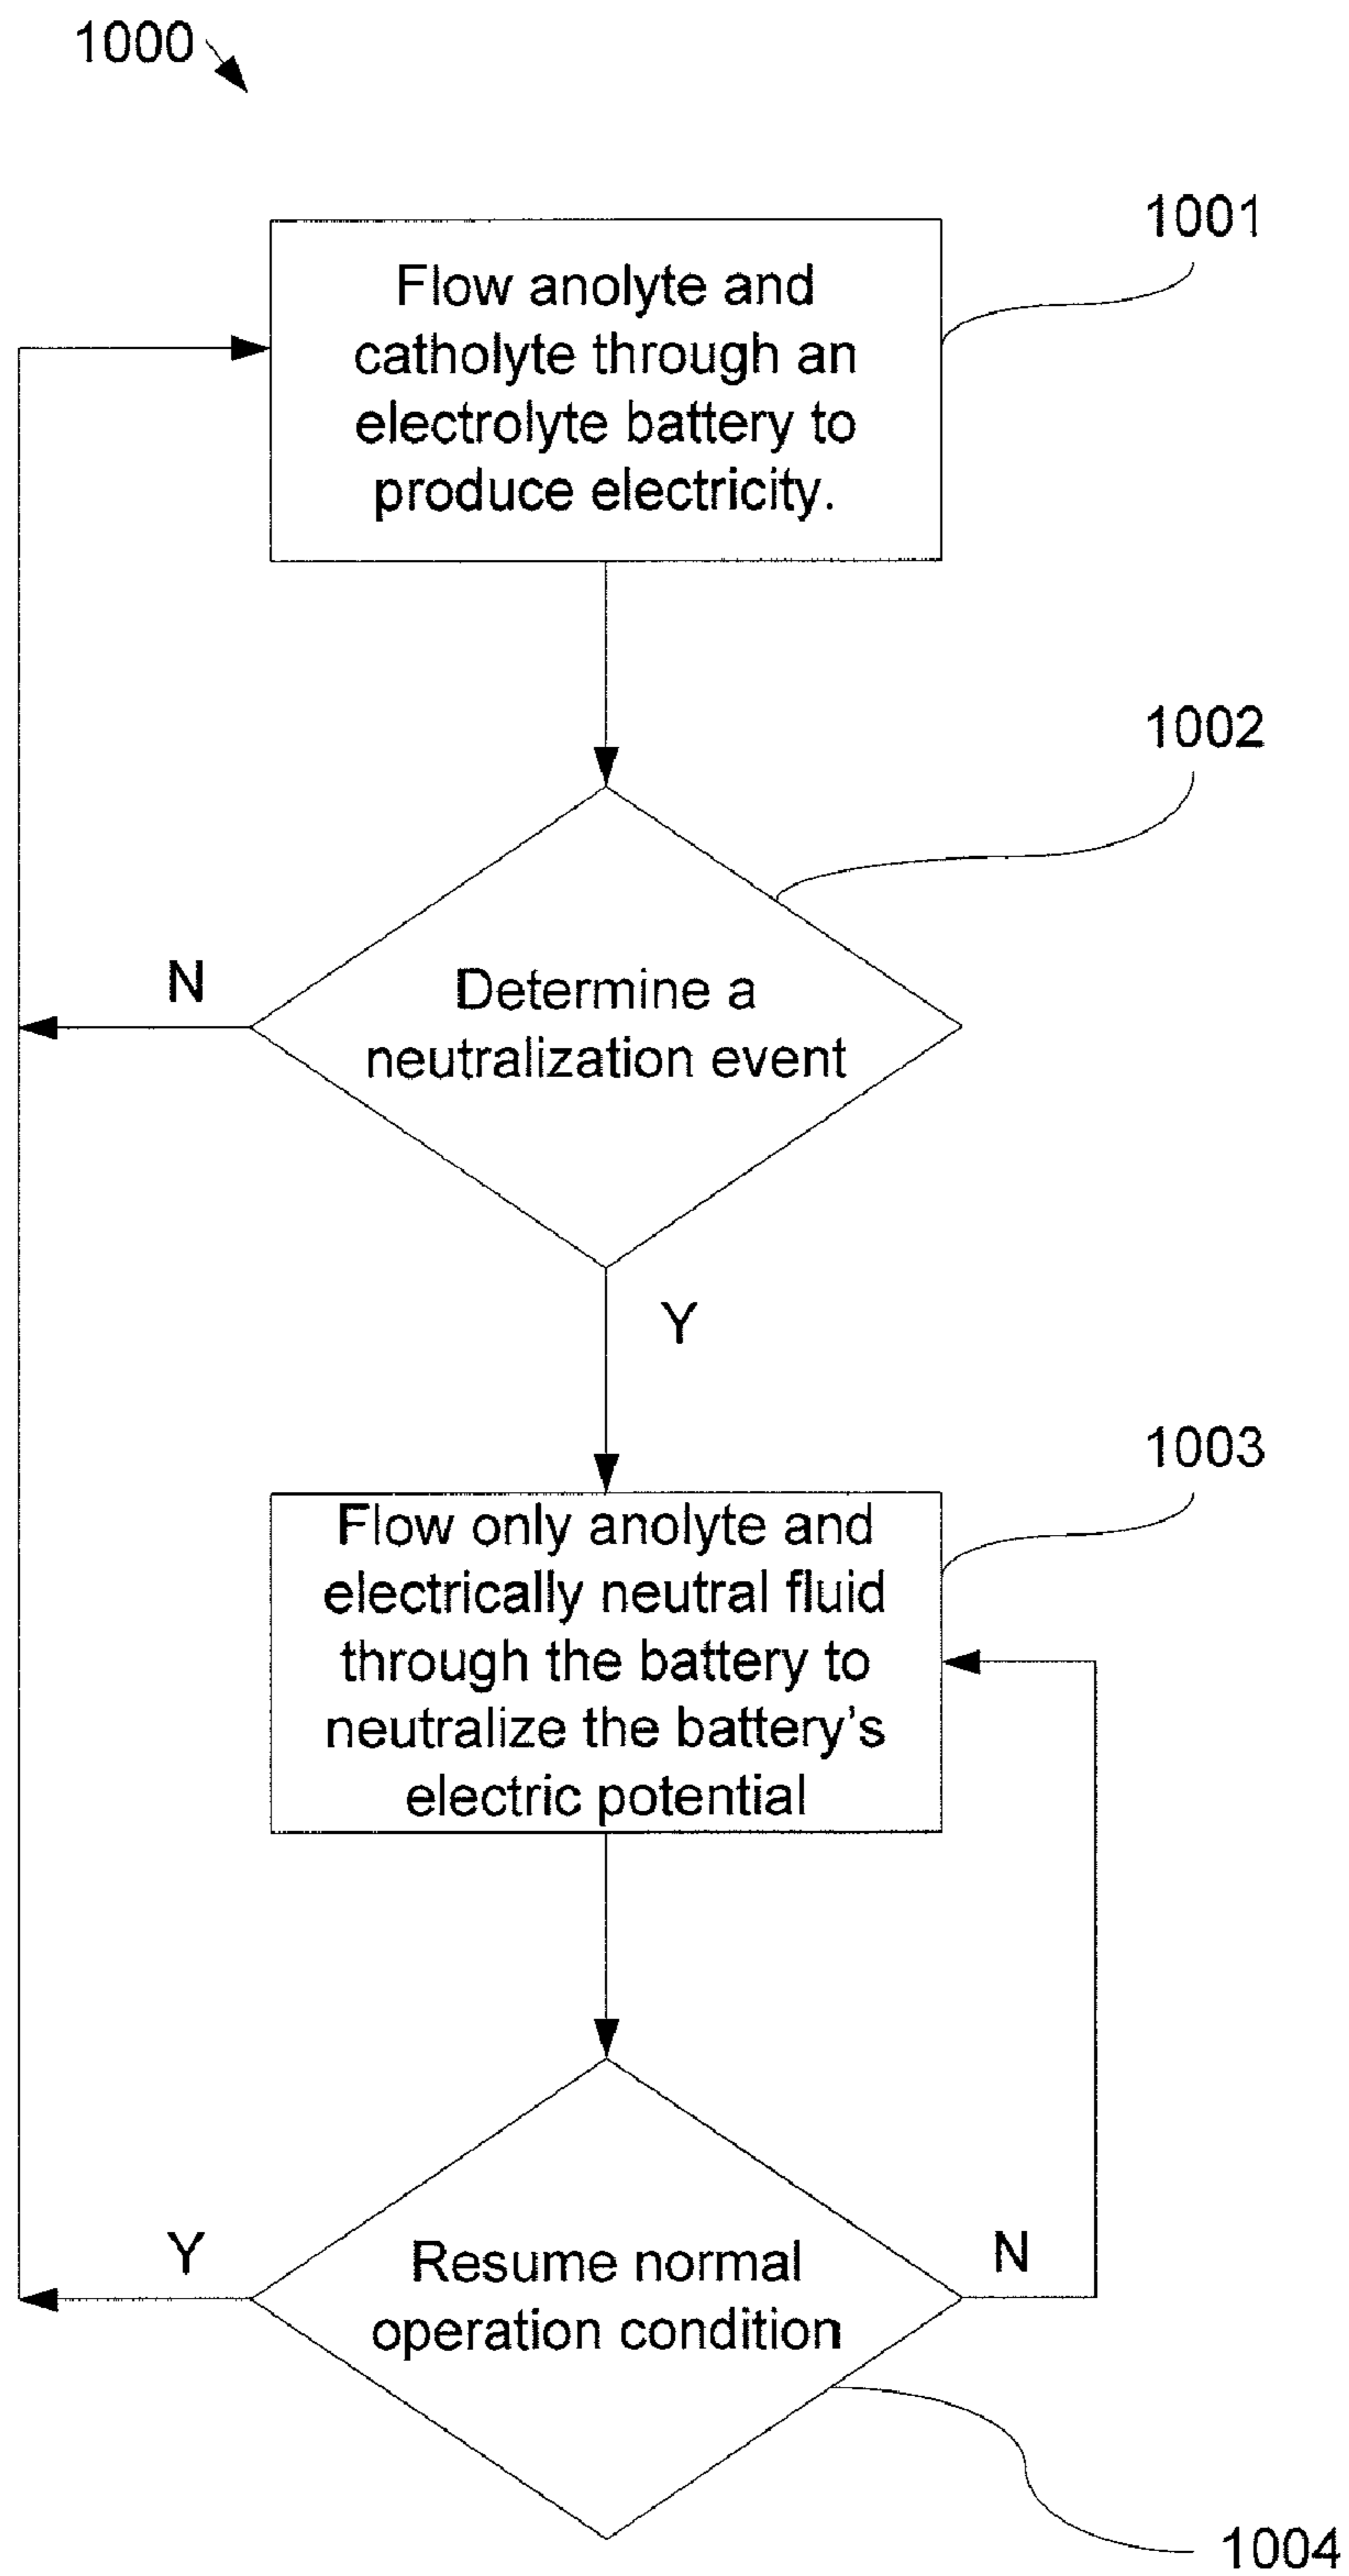 1000
1001
Flow anolyte and
catholyte through an
electrolyte battery to
produce electricity.
1002
N
Determine a
neutralization event
Y
1003
Flow only anolyte and
electrically neutral fluid
through the battery to
neutralize the battery's
electric potential
Y
N
Resume normal
operation condition
1004